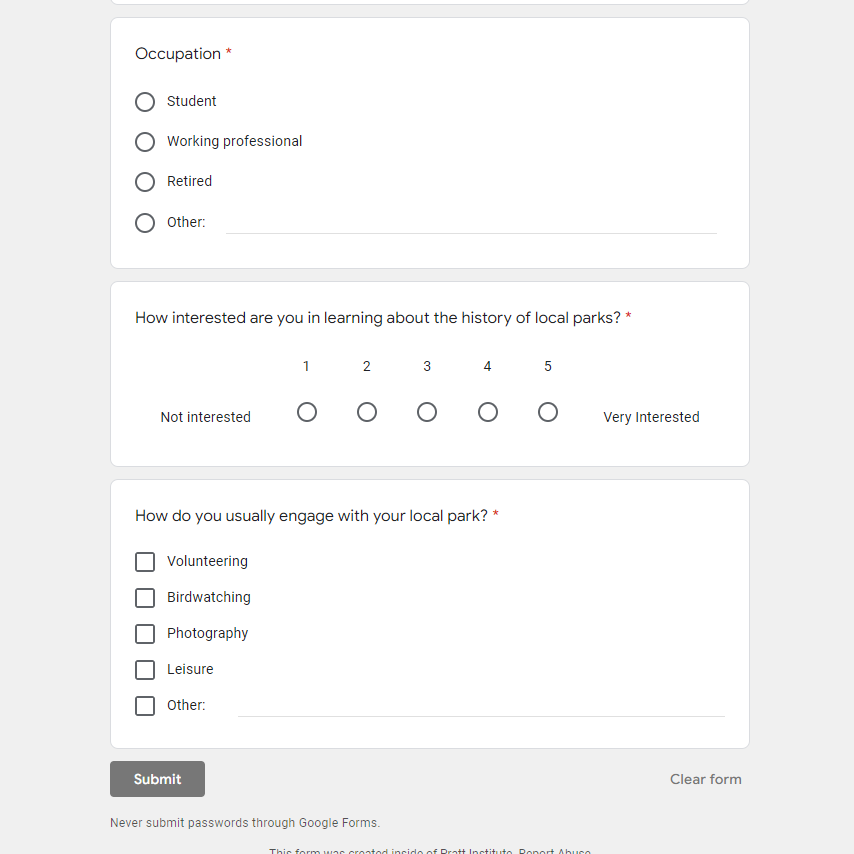 Occupation *
Student
Working professional
Retired
Other:
How interested are you in learning about the history of local parks? *
1 2 3 4 5
Not interested Very Interested
How do you usually engage with your local park? *
Volunteering
Birdwatching
Photography
Leisure
Other:
Submit Clear form
Never submit passwords through Google Forms.
This form was created inside of Pratt Institute. Report Abuse